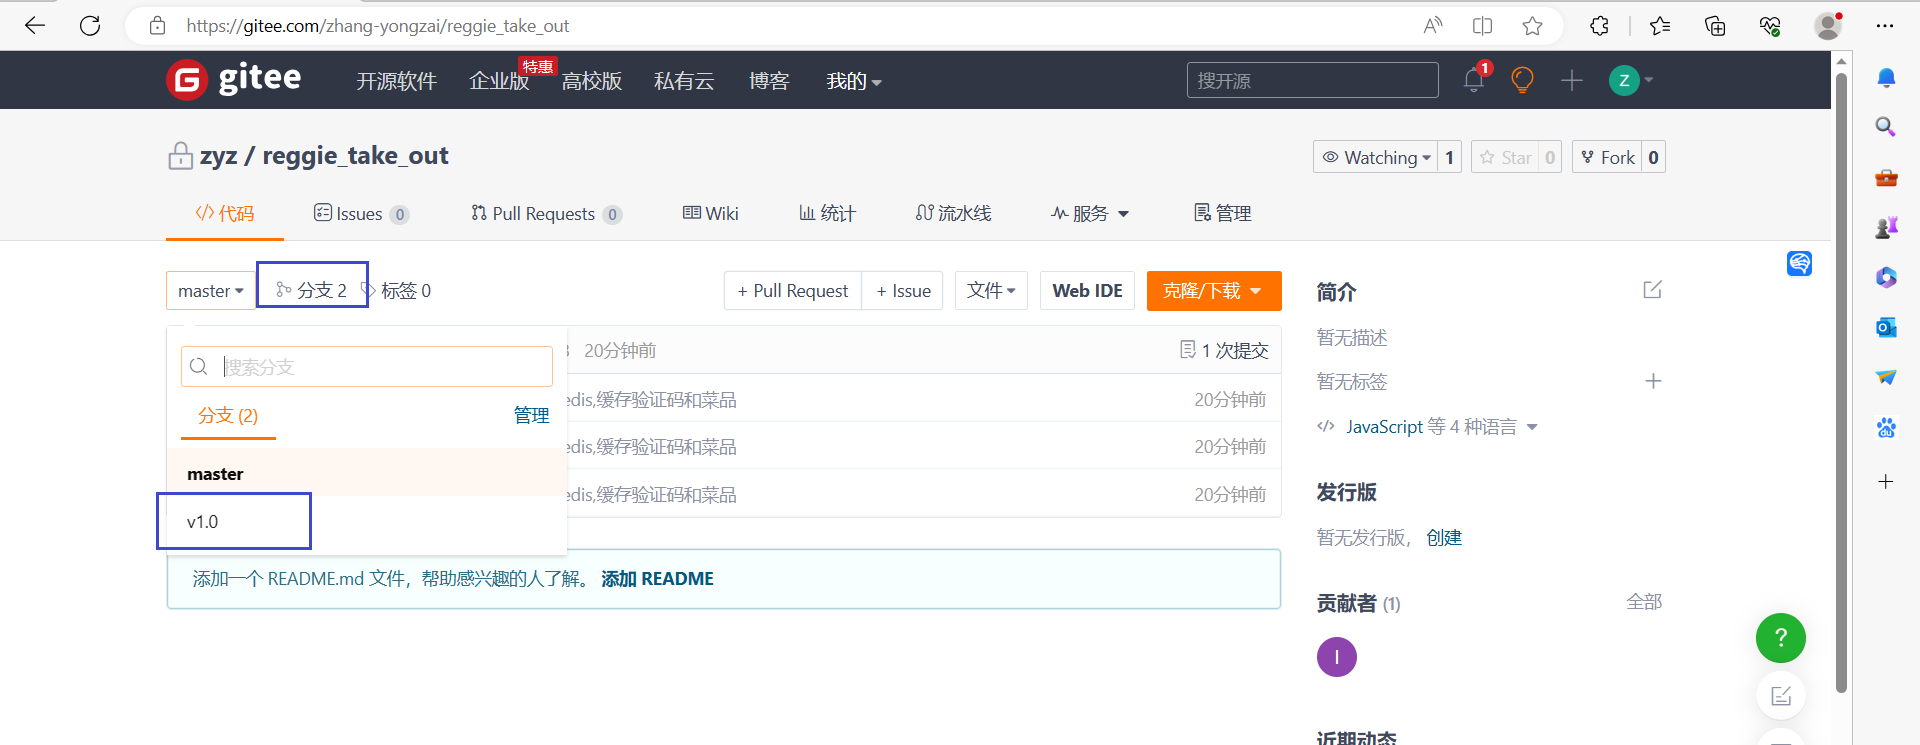 https://gitee.com/zhang-yongzai/reggie_take_out
gitee 开源软件 企业版 特惠 高校版 私有云 博客 我的 搜开源 1 Z
zyz / reggie_take_out Watching 1 Star 0 Fork 0
代码 Issues 0 Pull Requests 0 Wiki 统计 流水线 服务 管理
master 分支 2 标签 0 + Pull Request + Issue 文件 Web IDE 克隆/下载
简介
暂无描述
暂无标签
JavaScript 等 4 种语言
发行版
暂无发行版， 创建
贡献者 (1) 全部
I
近期动态
20分钟前 1 次提交
搜索分支
分支 (2) 管理
master
v1.0
edis,缓存验证码和菜品 20分钟前
edis,缓存验证码和菜品 20分钟前
edis,缓存验证码和菜品 20分钟前
添加一个 README.md 文件，帮助感兴趣的人了解。 添加 README
?